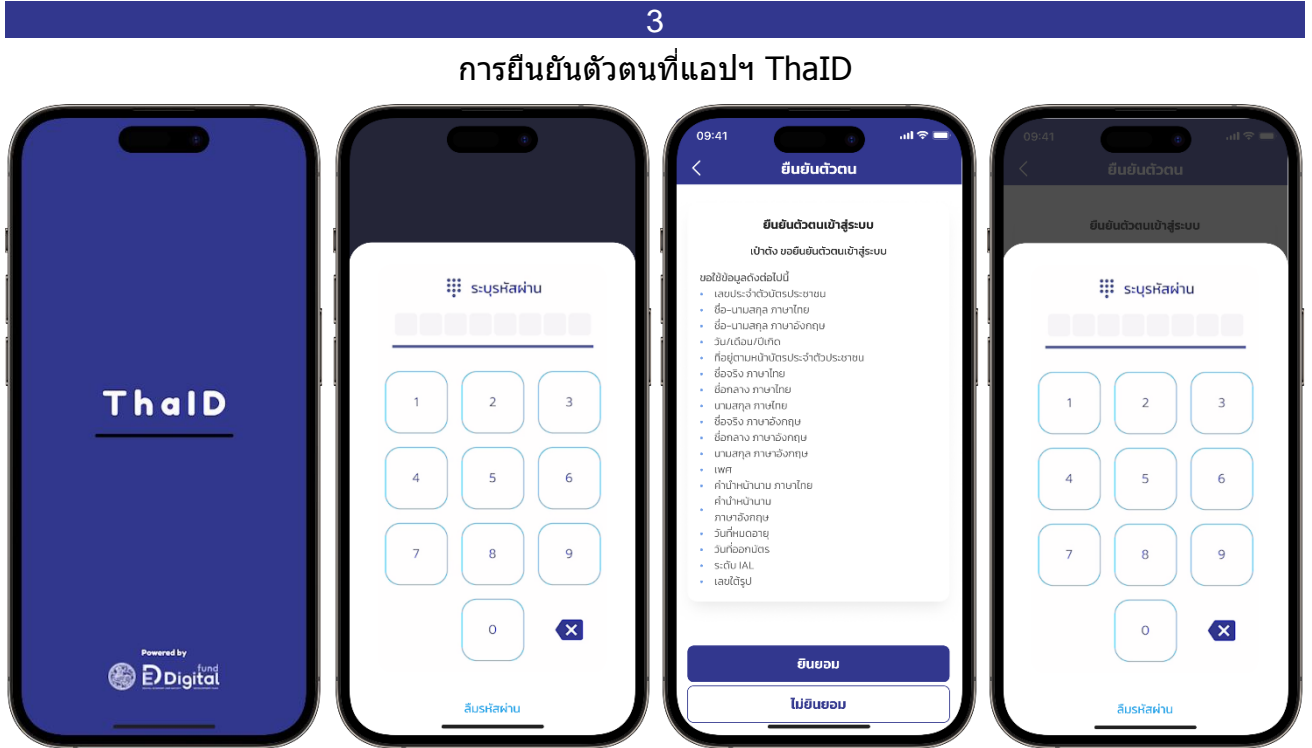 3
การยืนยันตัวตนที่แอปฯ ThaID
ThaID
Powered by
Digital fund
ระบุรหัสผ่าน
1 2 3
4 5 6
7 8 9
0
ลืมรหัสผ่าน
09:41
ยืนยันตัวตน
ยืนยันตัวตนเข้าสู่ระบบ
เป๋าตัง ขอยืนยันตัวตนเข้าสู่ระบบ
ขอใช้ข้อมูลดังต่อไปนี้
• เลขประจำตัวบัตรประชาชน
• ชื่อ-นามสกุล ภาษาไทย
• ชื่อ-นามสกุล ภาษาอังกฤษ
• วัน/เดือน/ปีเกิด
• ที่อยู่ตามหน้าบัตรประจำตัวประชาชน
• ชื่อจริง ภาษาไทย
• ชื่อกลาง ภาษาไทย
• นามสกุล ภาษไทย
• ชื่อจริง ภาษาอังกฤษ
• ชื่อกลาง ภาษาอังกฤษ
• นามสกุล ภาษาอังกฤษ
• เพศ
• คำนำหน้านาม ภาษาไทย
คำนำหน้านาม
• ภาษาอังกฤษ
• วันที่หมดอายุ
• วันที่ออกบัตร
• ระดับ IAL
• เลขใต้รูป
ยินยอม
ไม่ยินยอม
09:41
ยืนยันตัวตน
ยืนยันตัวตนเข้าสู่ระบบ
ระบุรหัสผ่าน
1 2 3
4 5 6
7 8 9
0
ลืมรหัสผ่าน